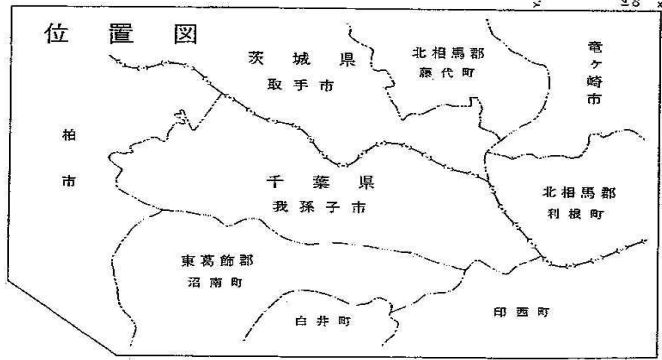 位置図
茨城県
取手市
北相馬郡
藤代町
竜ヶ崎市
柏市
千葉県
我孫子市
北相馬郡
利根町
東葛飾郡
沼南町
白井町
印西町